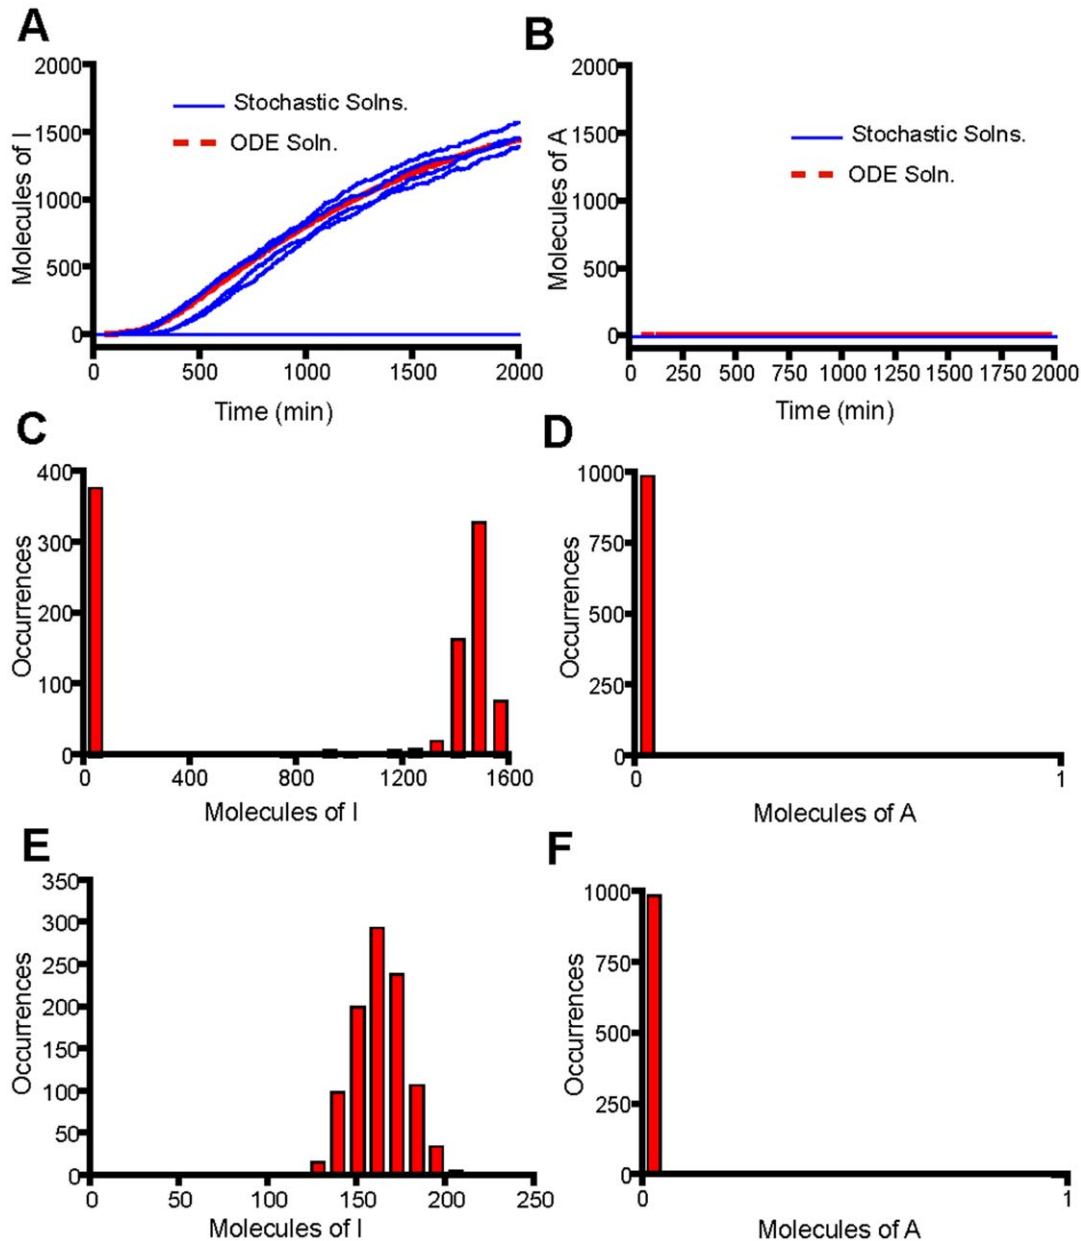 A
B
2000
1500
1000
500
0
Molecules of I
Stochastic Solns.
ODE Soln.
0 500 1000 1500 2000
Time (min)
2000
1500
1000
500
0
Molecules of A
Stochastic Solns.
ODE Soln.
0 250 500 750 1000 1250 1500 1750 2000
Time (min)
C
D
400
300
200
100
0
Occurrences
0 400 800 1200 1600
Molecules of I
1000
750
500
250
0
Occurrences
0 1
Molecules of A
E
F
350
300
250
200
150
100
50
0
Occurrences
0 50 100 150 200 250
Molecules of I
1000
750
500
250
0
Occurrences
0 1
Molecules of A